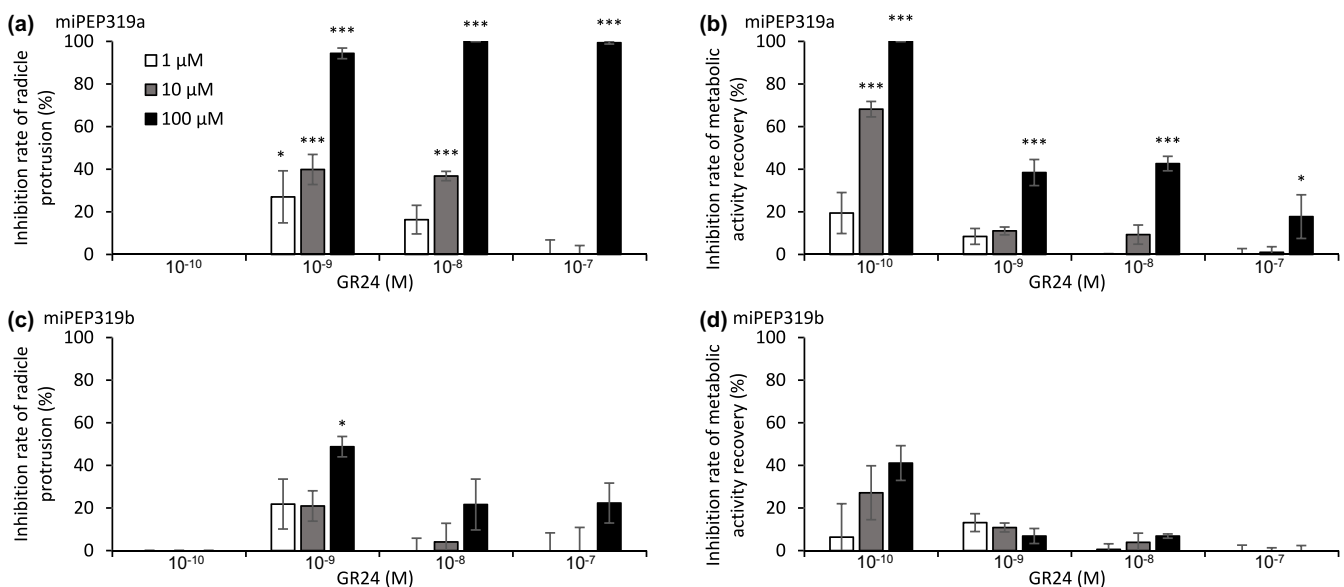 (a) miPEP319a
Inhibition rate of radicle
protrusion (%)
100
80
60
40
20
0
1 µM
10 µM
100 µM
*
***
***
***
***
***
10⁻¹⁰
10⁻⁹
10⁻⁸
10⁻⁷
GR24 (M)
(b) miPEP319a
Inhibition rate of metabolic
activity recovery (%)
100
80
60
40
20
0
***
***
***
***
*
10⁻¹⁰
10⁻⁹
10⁻⁸
10⁻⁷
GR24 (M)
(c) miPEP319b
Inhibition rate of radicle
protrusion (%)
100
80
60
40
20
0
*
10⁻¹⁰
10⁻⁹
10⁻⁸
10⁻⁷
GR24 (M)
(d) miPEP319b
Inhibition rate of metabolic
activity recovery (%)
100
80
60
40
20
0
10⁻¹⁰
10⁻⁹
10⁻⁸
10⁻⁷
GR24 (M)